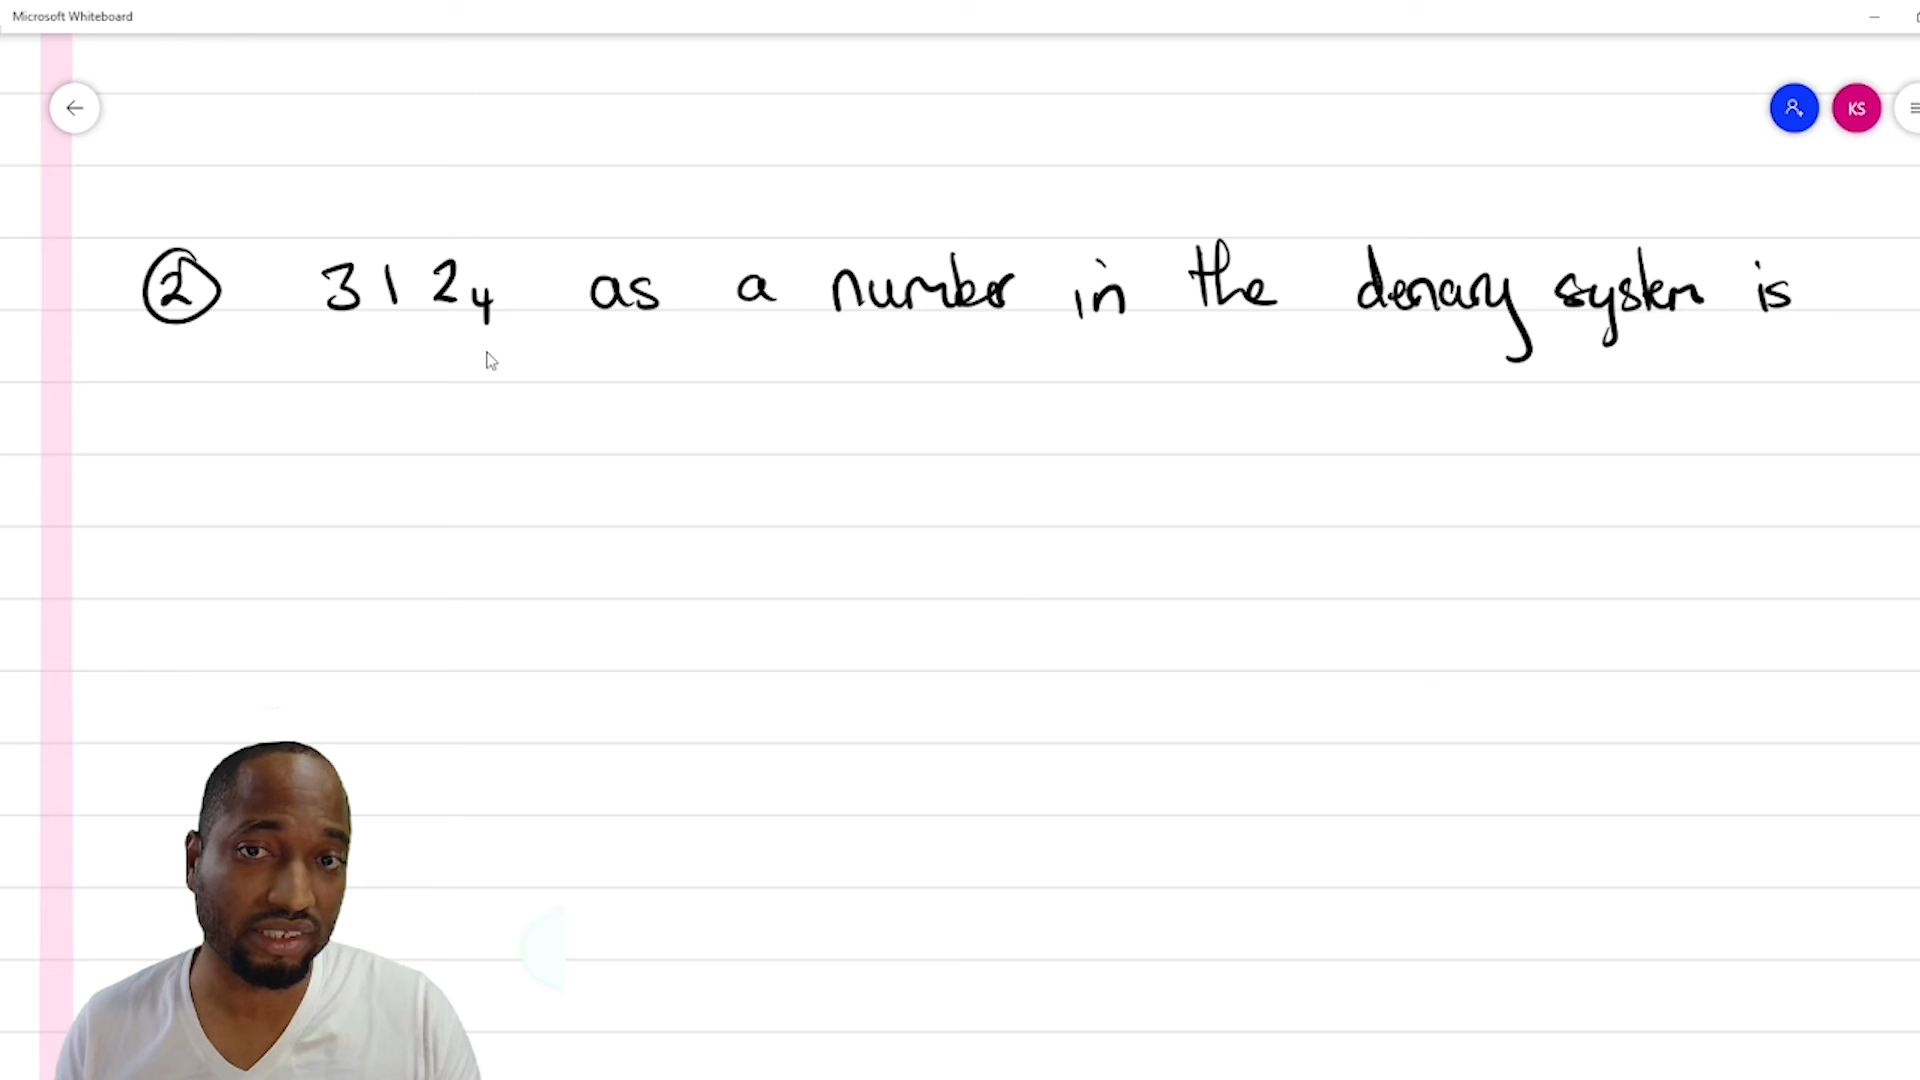 Microsoft Whiteboard
KS
② 312₄ as a number in the denary system is